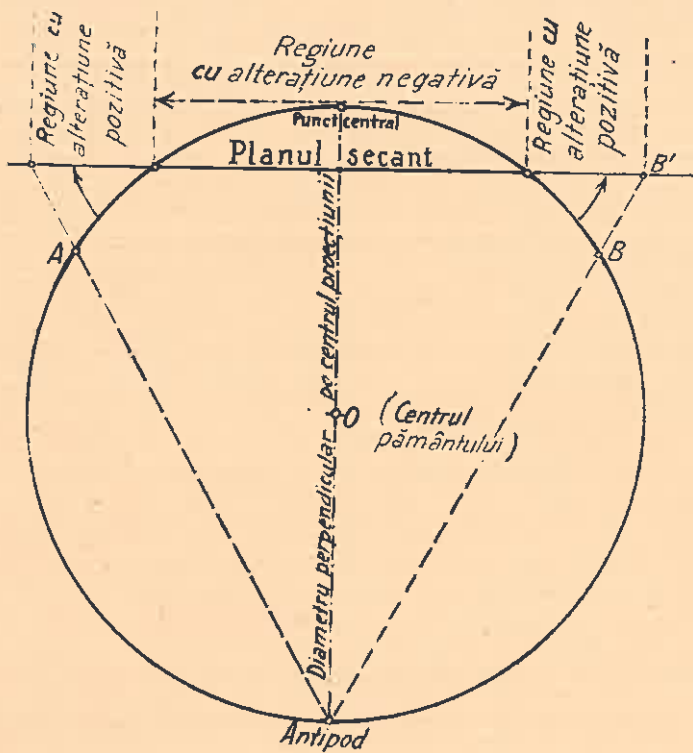 Regiune cu
alterațiune
pozitivă
Regiune
cu alterațiune negativă
Regiune cu
alterațiune
pozitivă
Punct central
Planul secant
B'
A
B
Diametru perpendicular pe centrul proecțiunii
O (Centrul
pământului)
Antipod